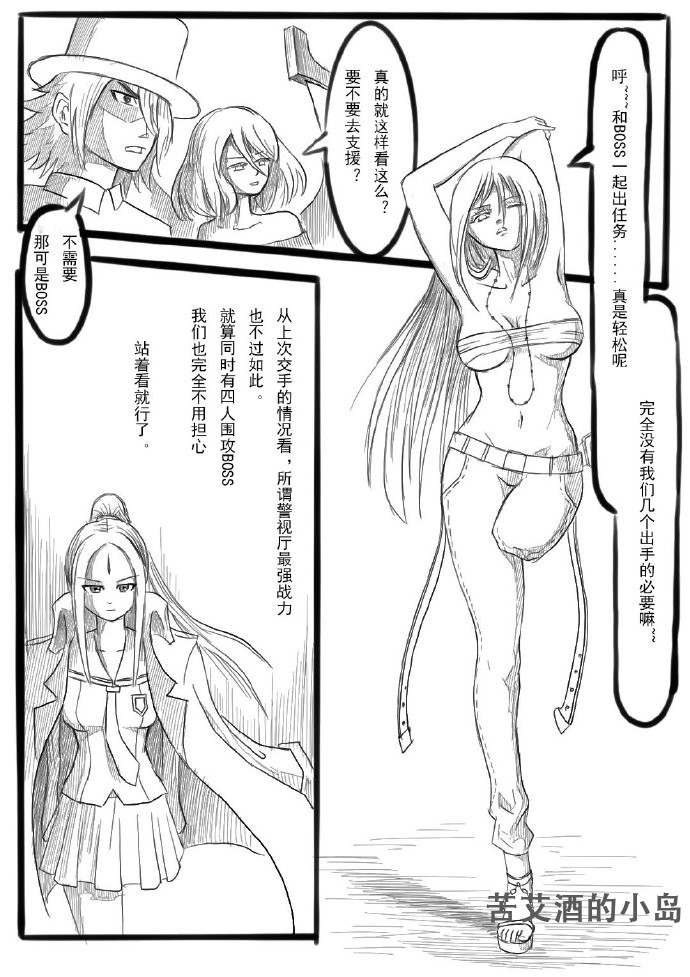 呼~~~和BOSS一起出任务......真是轻松呢
完全没有我们几个出手的必要嘛~~
真的就这样看这么？
要不要去支援？
不需要
那可是BOSS
从上次交手的情况看，所谓警视厅最强战力
也不过如此。
就算同时有四人围攻BOSS
我们也完全不用担心
站着看就行了。
苦艾酒的小岛